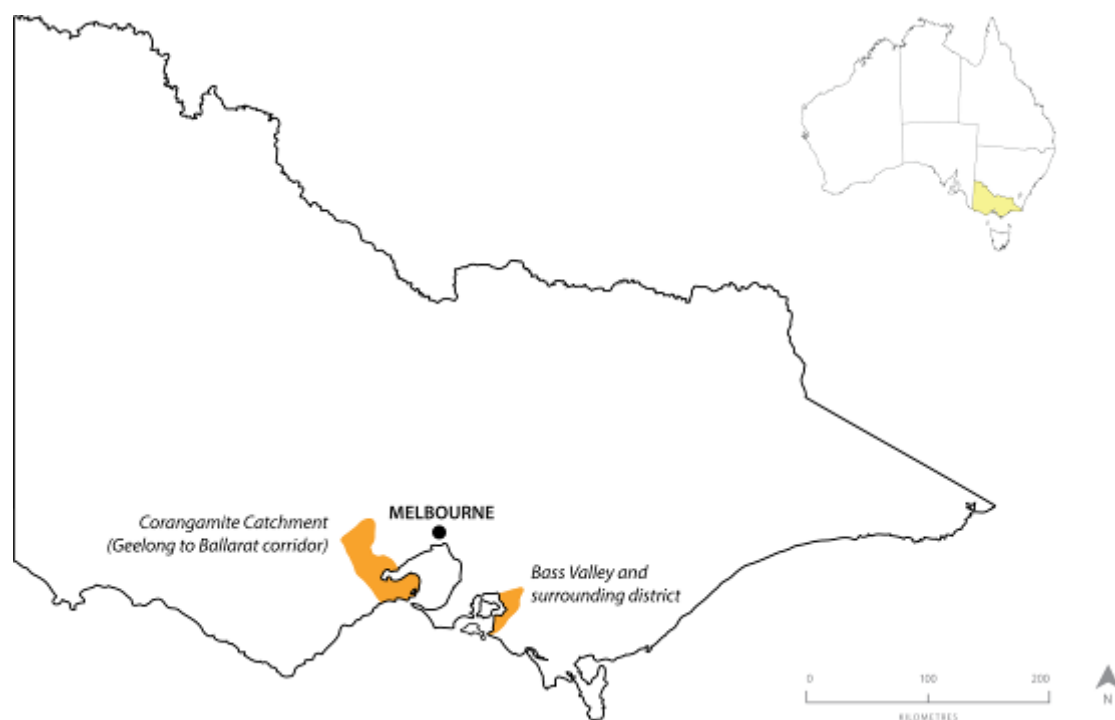 Corangamite Catchment
(Geelong to Ballarat corridor)
MELBOURNE
Bass Valley and
surrounding district
0 100 200
KILOMETRES
N